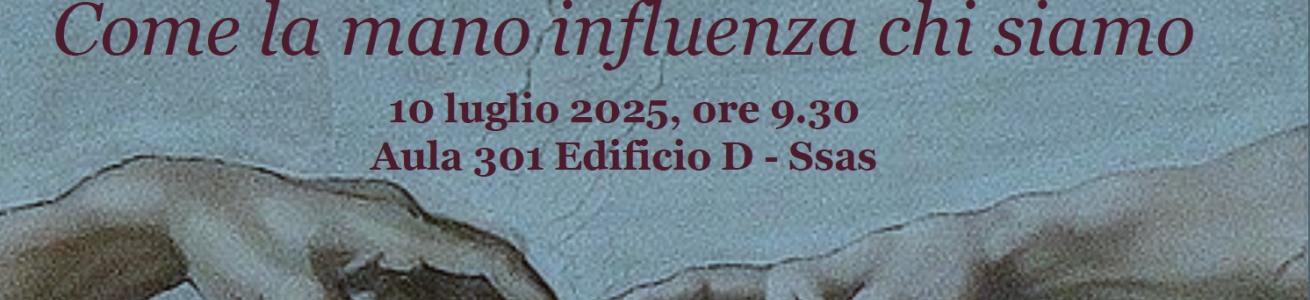 Come la mano influenza chi siamo
10 luglio 2025, ore 9.30
Aula 301 Edificio D - Ssas